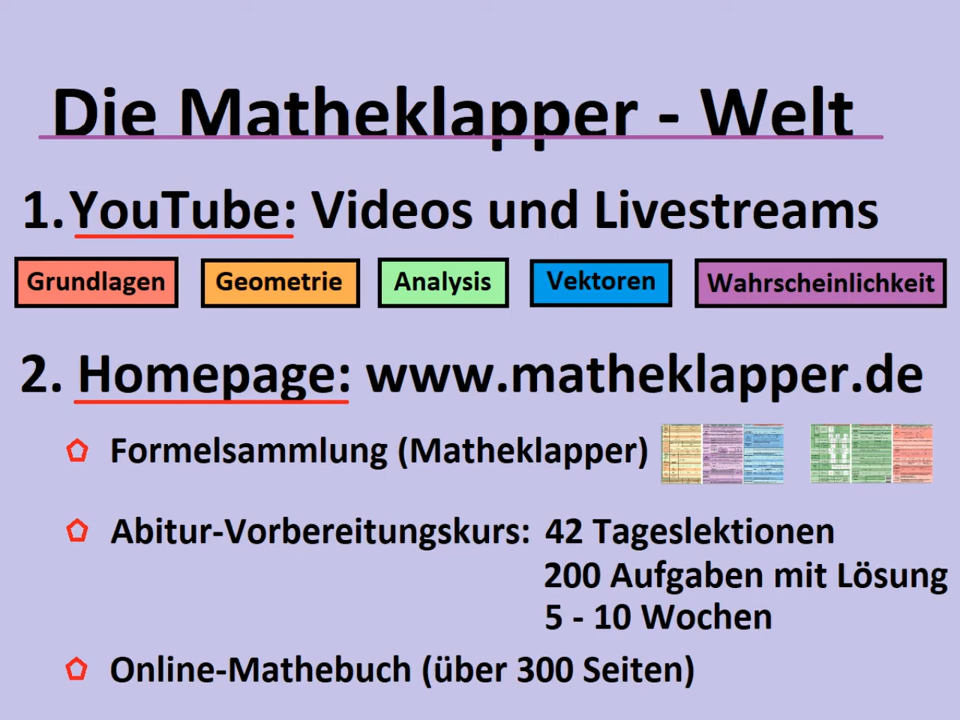 Die Matheklapper - Welt
1. YouTube: Videos und Livestreams
Grundlagen Geometrie Analysis Vektoren Wahrscheinlichkeit
2. Homepage: www.matheklapper.de
Formelsammlung (Matheklapper)
Abitur-Vorbereitungskurs: 42 Tageslektionen
200 Aufgaben mit Lösung
5 - 10 Wochen
Online-Mathebuch (über 300 Seiten)